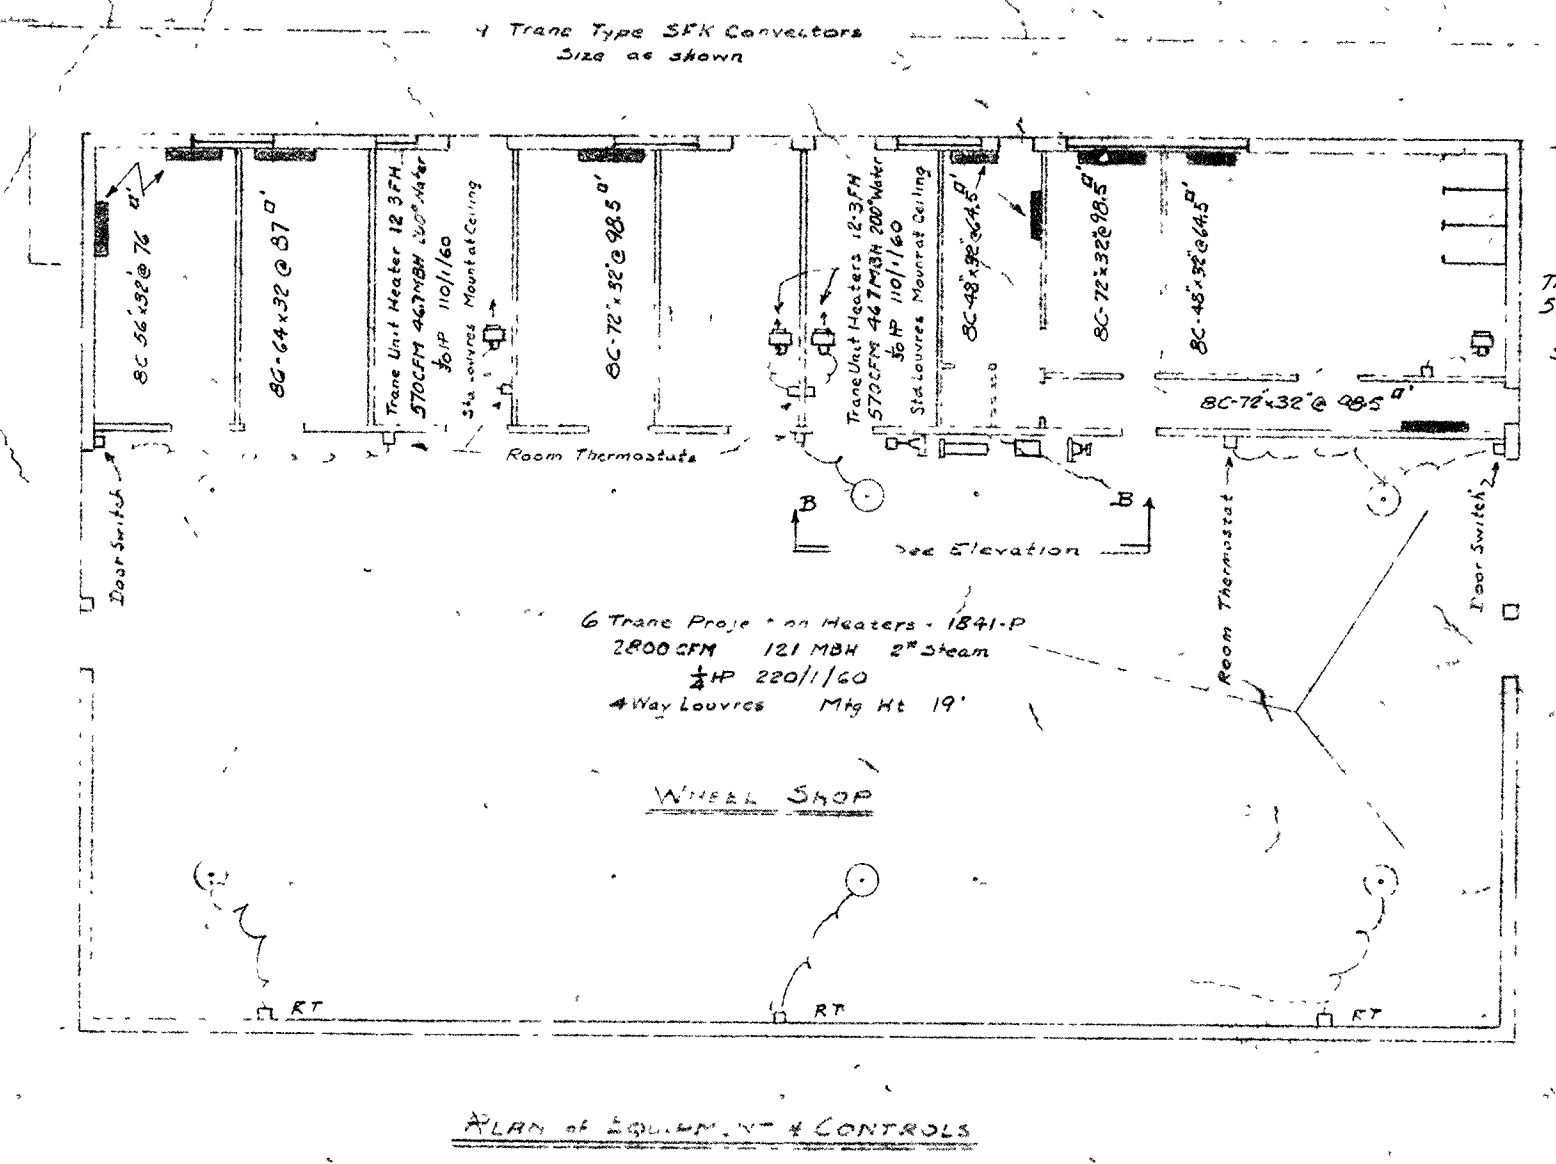 9 Trane Type SFK Convectors
Size as shown
8C 56"x32@76 □'
8C-64x32@87 □'
Trane Unit Heater 12 3FH
570CFM 46.7MBH 200° Water
1/30 HP 110/1/60
Std Louvres Mount at Ceiling
8C-72"x32"@98.5 □'
Trane Unit Heaters 12-3FH
570CFM 46 7MBH 200° Water
1/30 HP 110/1/60
Std Louvres Mount at Ceiling
8C-48"x32"@64.5 □'
8C-72"x32@98.5 □'
8C-48"x32"@64.5 □'
8C-72"x32"@98.5 □'
Room Thermostats
Door Switch
B
B
See Elevation
Room Thermostat
Door Switch
6 Trane Proje on Heaters - 1841-P
2800 CFM 121 MBH 2# Steam
1/4 HP 220/1/60
4 Way Louvres Mtg Ht 19'
WHEEL SHOP
RT
RT
RT
PLAN of EQUIPMENT & CONTROLS